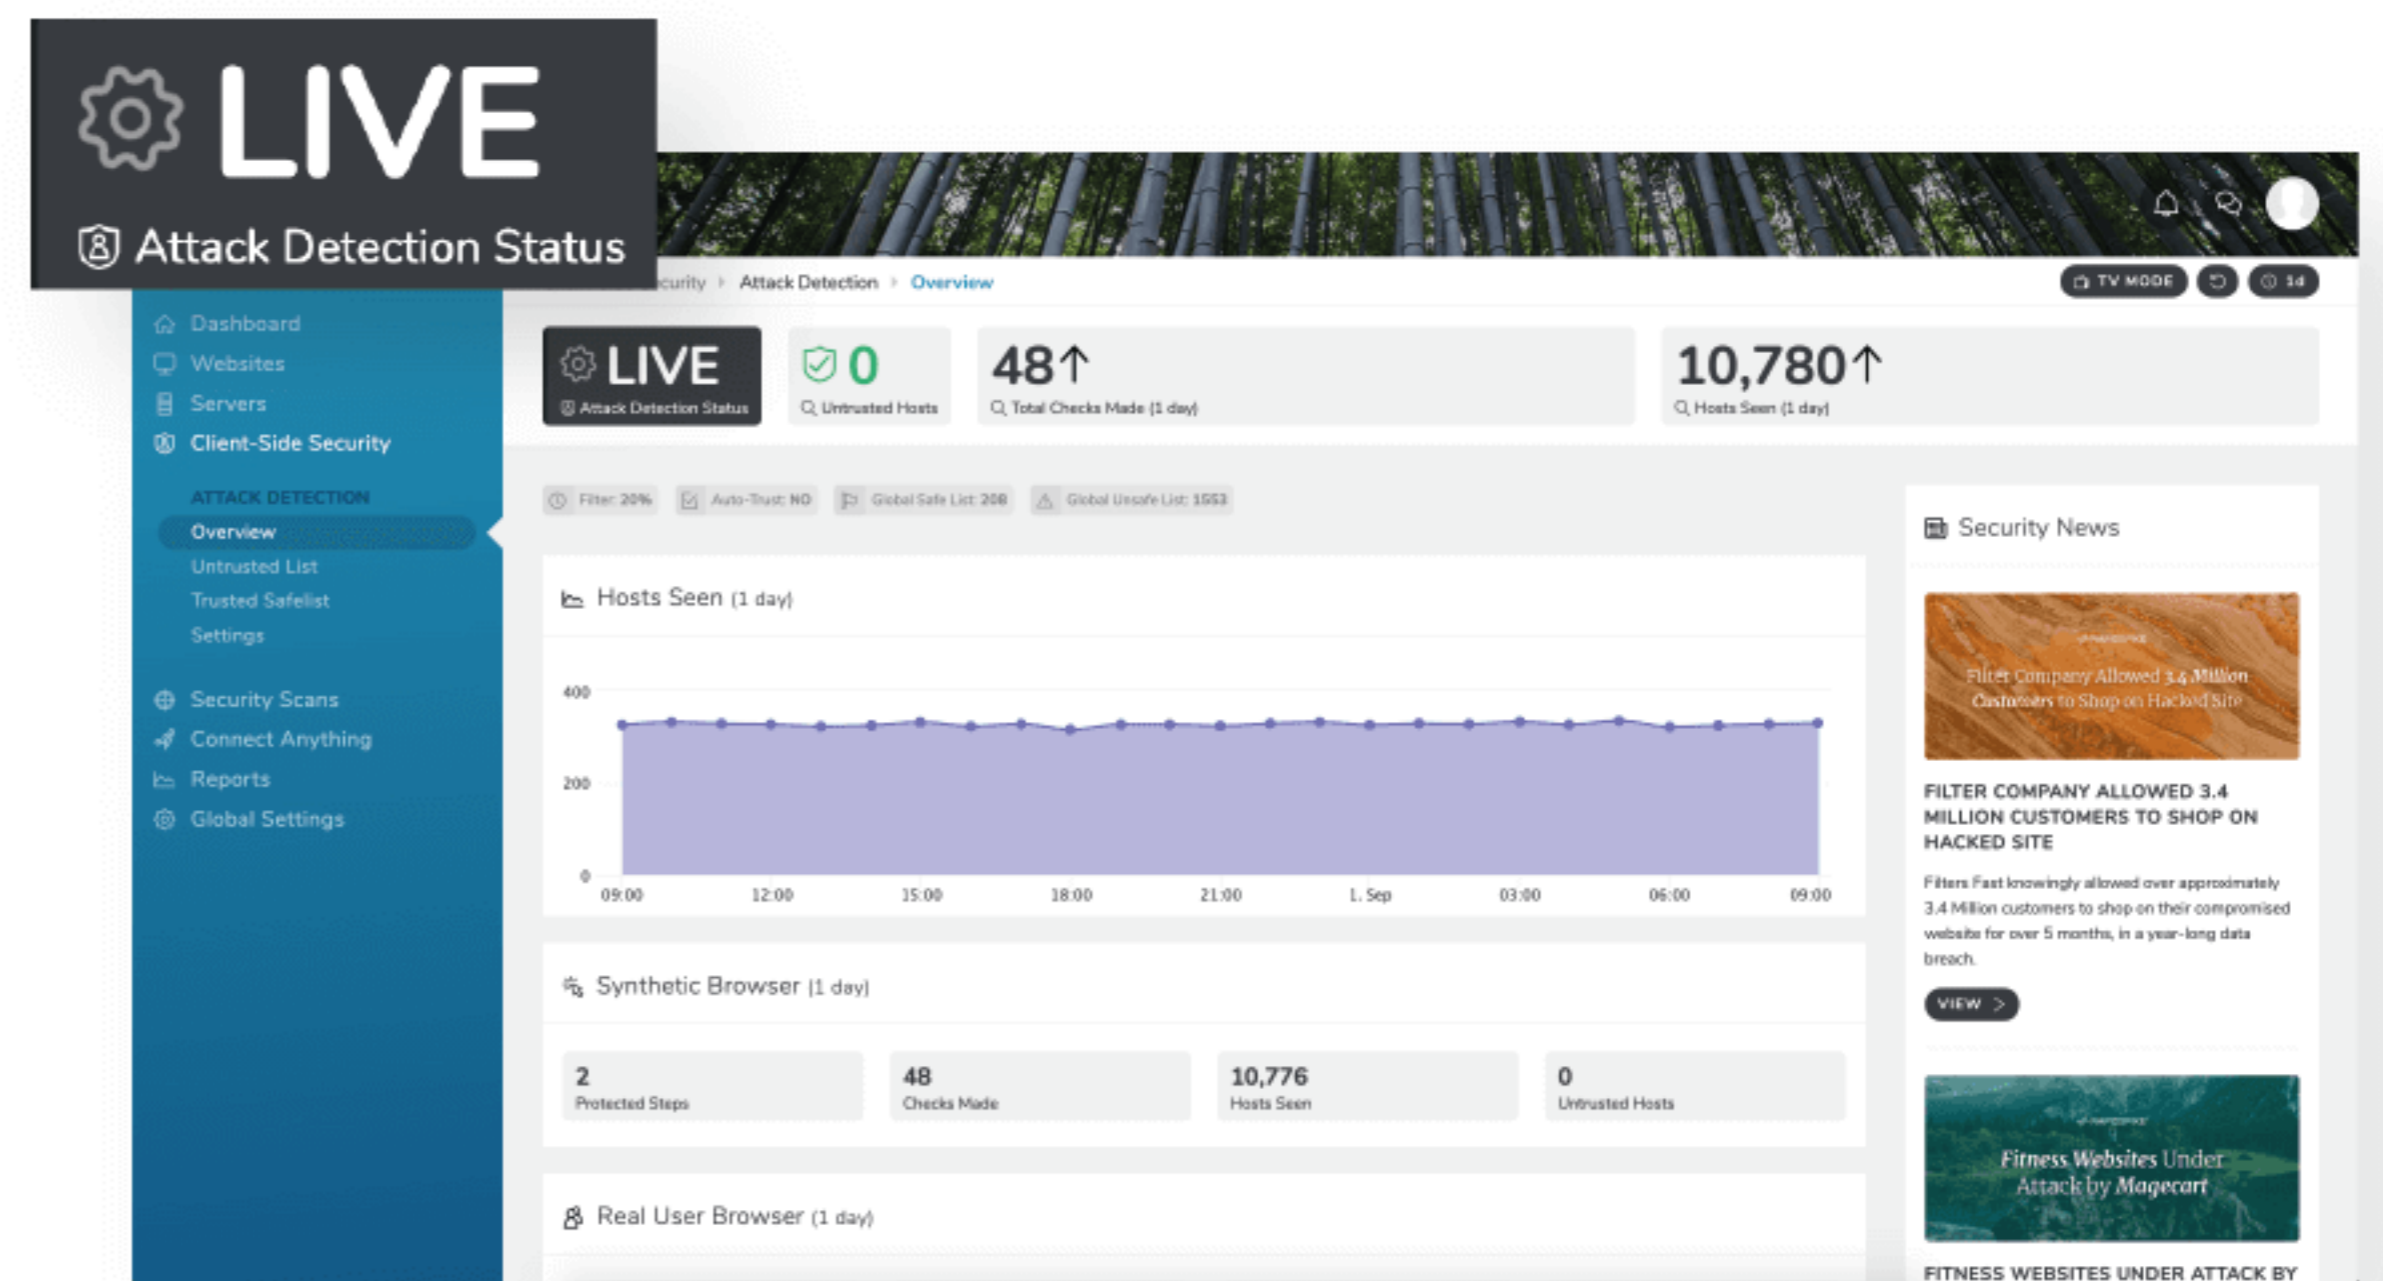 LIVE
Attack Detection Status
curity
Attack Detection
Overview
TV MODE
1d
Dashboard
Websites
Servers
Client-Side Security
ATTACK DETECTION
Overview
Untrusted List
Trusted Safelist
Settings
Security Scans
Connect Anything
Reports
Global Settings
LIVE
Attack Detection Status
0
Untrusted Hosts
48↑
Total Checks Made (1 day)
10,780↑
Hosts Seen (1 day)
Filter: 20%
Auto-Trust: NO
Global Safe List: 208
Global Unsafe List: 1553
Hosts Seen (1 day)
400
200
0
09:00 12:00 15:00 18:00 21:00 1. Sep 03:00 06:00 09:00
Synthetic Browser (1 day)
2
Protected Steps
48
Checks Made
10,776
Hosts Seen
0
Untrusted Hosts
Real User Browser (1 day)
Security News
Filter Company Allowed 3.4 Million
Customers to Shop on Hacked Site
FILTER COMPANY ALLOWED 3.4
MILLION CUSTOMERS TO SHOP ON
HACKED SITE
Filters Fast knowingly allowed over approximately
3.4 Million customers to shop on their compromised
website for over 5 months, in a year-long data
breach.
VIEW >
Fitness Websites Under
Attack by Magecart
FITNESS WEBSITES UNDER ATTACK BY